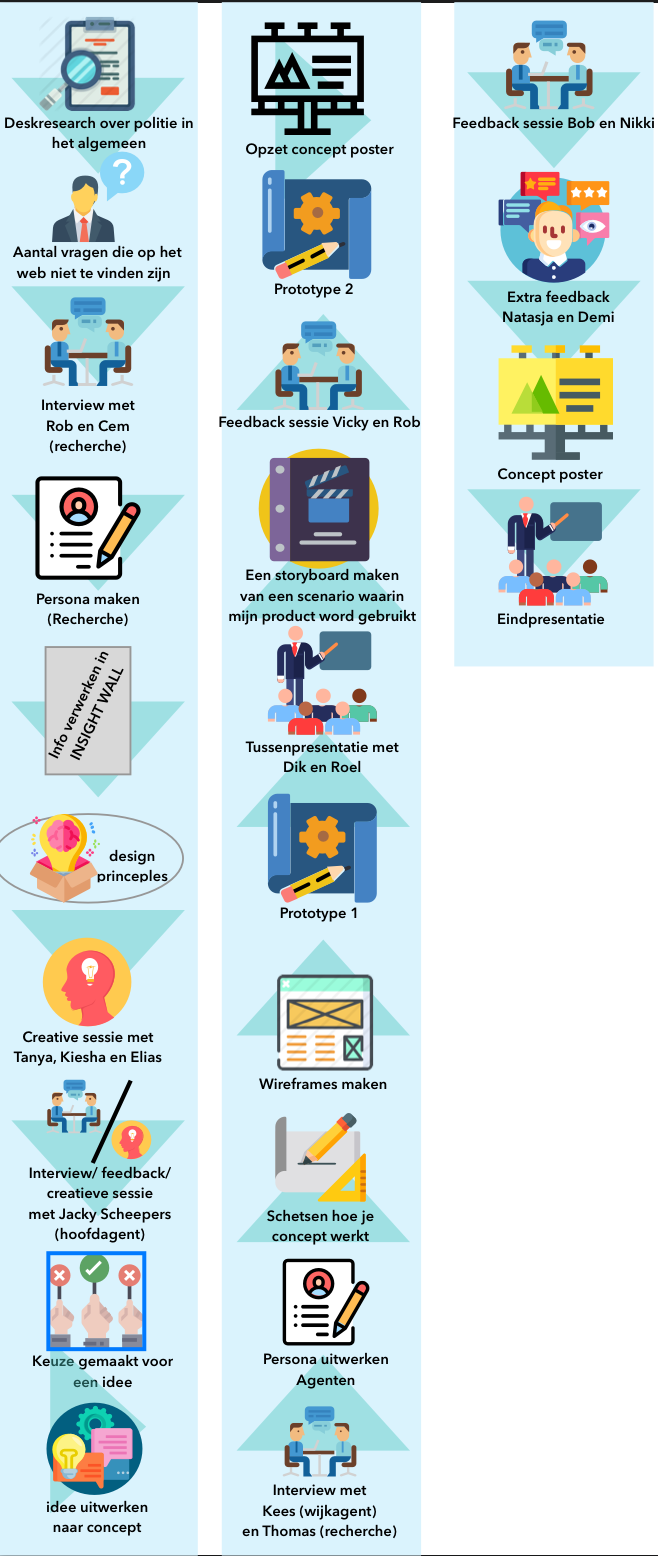 Deskresearch over politie in
het algemeen
?
Aantal vragen die op het
web niet te vinden zijn
Interview met
Rob en Cem
(recherche)
Persona maken
(Recherche)
Info verwerken in
INSIGHT WALL
design
princeples
Creative sessie met
Tanya, Kiesha en Elias
Interview/ feedback/
creatieve sessie
met Jacky Scheepers
(hoofdagent)
Keuze gemaakt voor
een idee
idee uitwerken
naar concept
Opzet concept poster
Prototype 2
Feedback sessie Vicky en Rob
Een storyboard maken
van een scenario waarin
mijn product word gebruikt
Tussenpresentatie met
Dik en Roel
Prototype 1
Wireframes maken
Schetsen hoe je
concept werkt
Persona uitwerken
Agenten
Interview met
Kees (wijkagent)
en Thomas (recherche)
Feedback sessie Bob en Nikki
Extra feedback
Natasja en Demi
Concept poster
Eindpresentatie